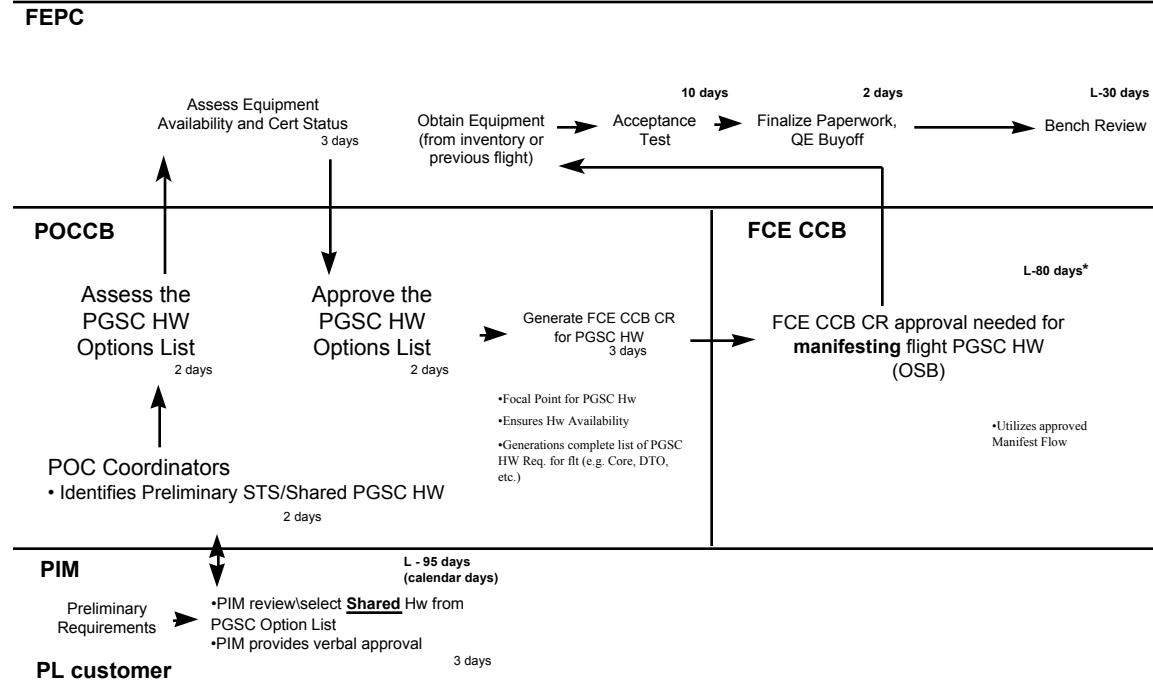 FEPC
Assess Equipment
Availability and Cert Status
3 days
Obtain Equipment
(from inventory or
previous flight)
10 days
Acceptance
Test
2 days
Finalize Paperwork,
QE Buyoff
L-30 days
Bench Review
POCCB
Assess the
PGSC HW
Options List
2 days
Approve the
PGSC HW
Options List
2 days
Generate FCE CCB CR
for PGSC HW
3 days
•Focal Point for PGSC Hw
•Ensures Hw Availability
•Generations complete list of PGSC
HW Req. for flt (e.g. Core, DTO,
etc.)
POC Coordinators
• Identifies Preliminary STS/Shared PGSC HW
2 days
FCE CCB
L-80 days*
FCE CCB CR approval needed for
manifesting flight PGSC HW
(OSB)
•Utilizes approved
Manifest Flow
PIM
L - 95 days
(calendar days)
Preliminary
Requirements
•PIM review\select Shared Hw from
PGSC Option List
•PIM provides verbal approval
3 days
PL customer